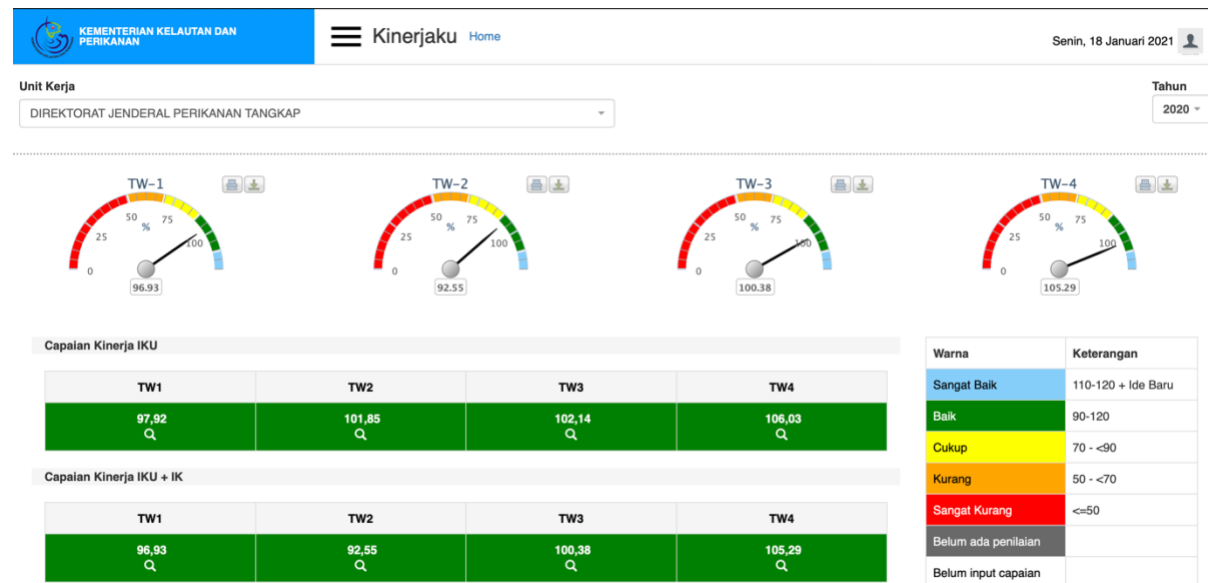 KEMENTERIAN KELAUTAN DAN
PERIKANAN
Kinerjaku Home
Senin, 18 Januari 2021
Unit Kerja
Tahun
DIREKTORAT JENDERAL PERIKANAN TANGKAP
2020
TW-1
0
25
50
75
100
%
96.93
TW-2
0
25
50
75
100
%
92.55
TW-3
0
25
50
75
100
%
100.38
TW-4
0
25
50
75
100
%
105.29
Capaian Kinerja IKU
TW1 TW2 TW3 TW4
97,92 101,85 102,14 106,03
Capaian Kinerja IKU + IK
TW1 TW2 TW3 TW4
96,93 92,55 100,38 105,29
Warna Keterangan
Sangat Baik 110-120 + Ide Baru
Baik 90-120
Cukup 70 - <90
Kurang 50 - <70
Sangat Kurang <=50
Belum ada penilaian
Belum input capaian